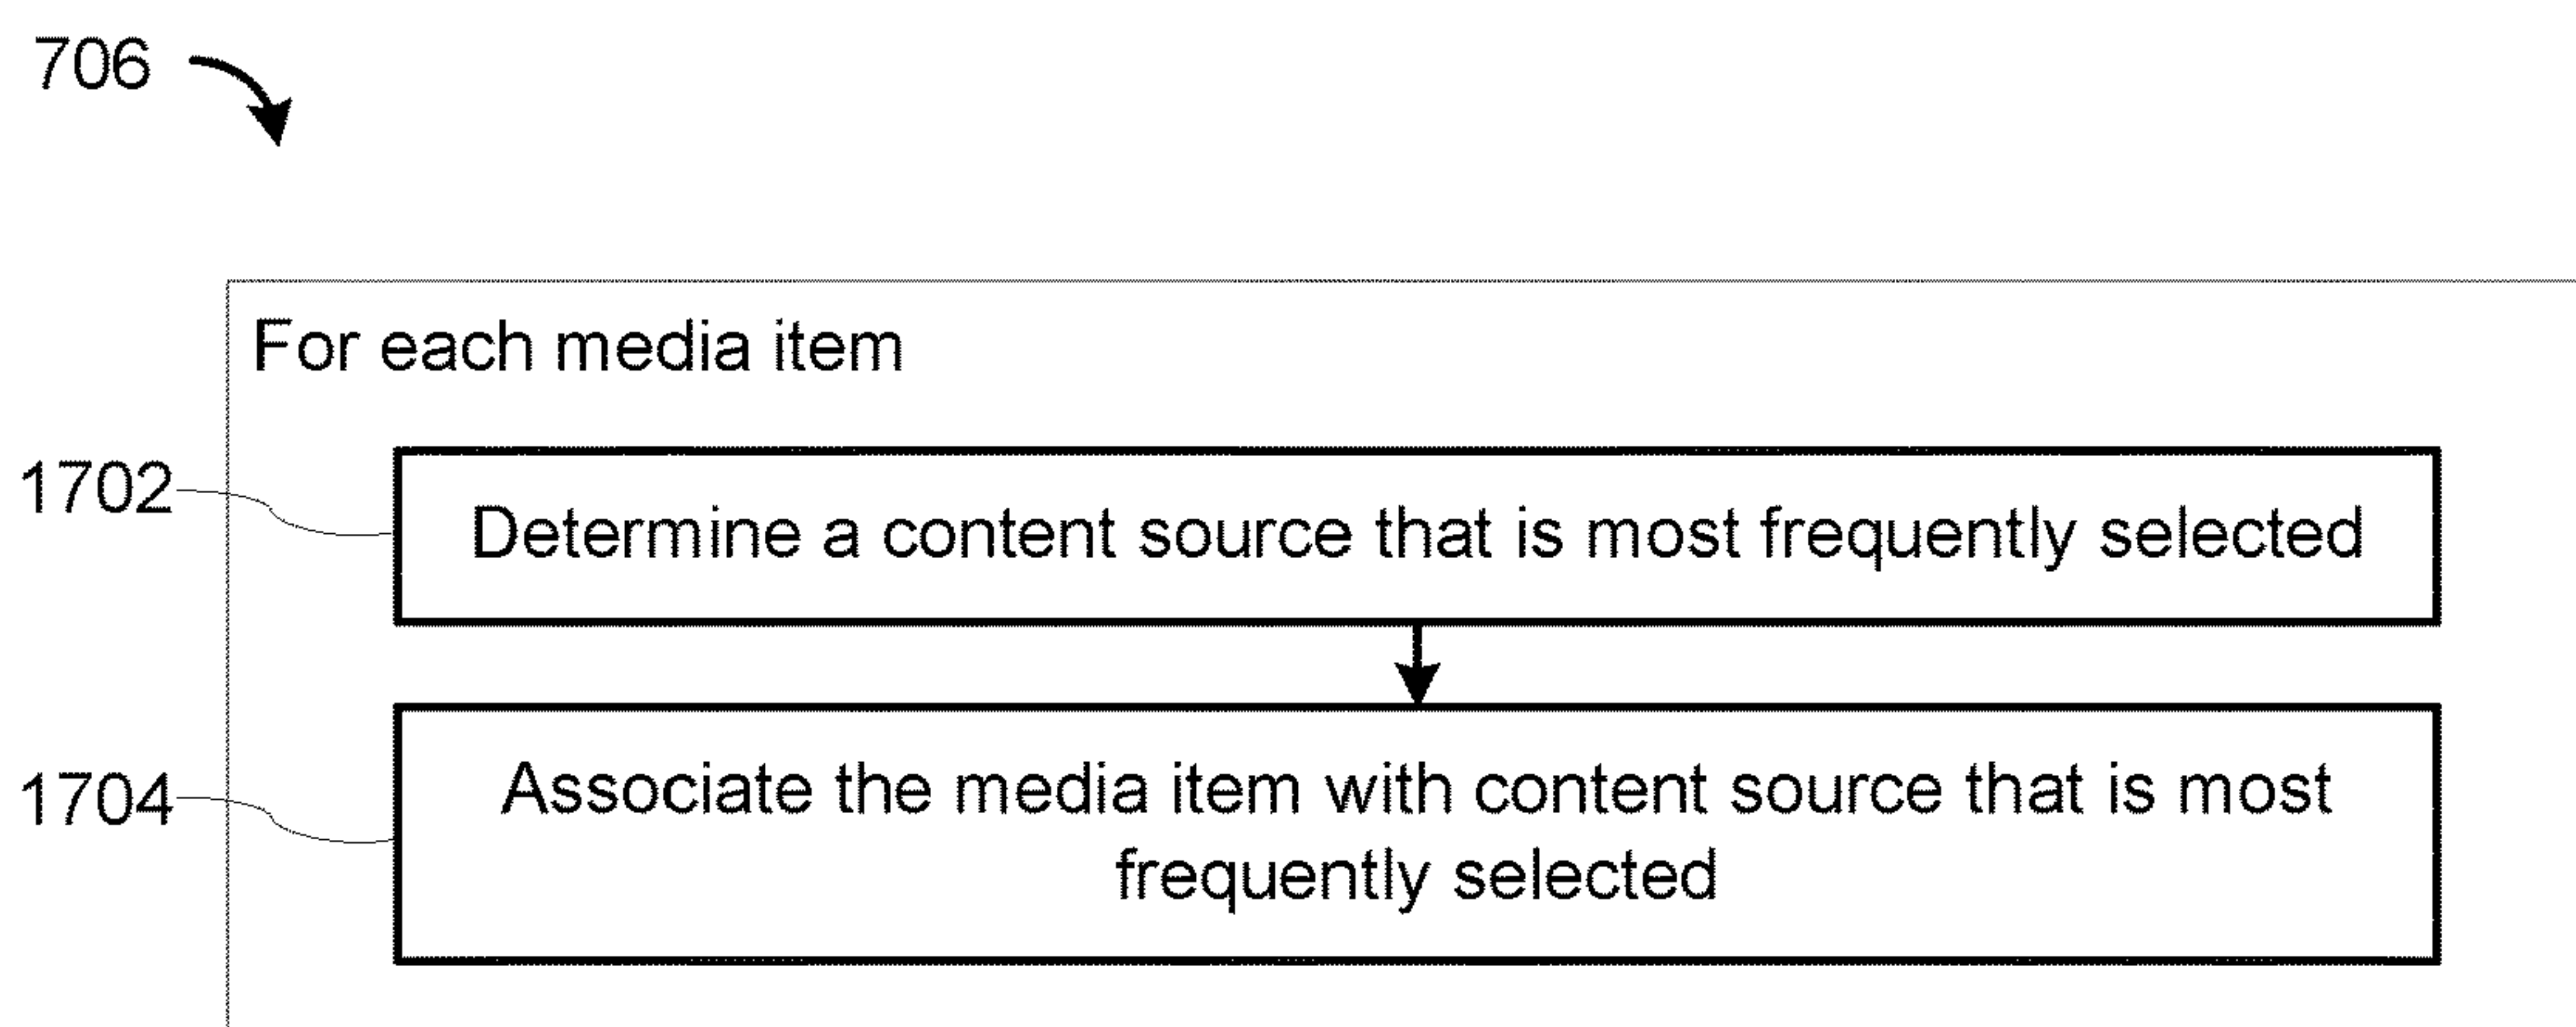 706
For each media item
1702
Determine a content source that is most frequently selected
1704
Associate the media item with content source that is most
frequently selected